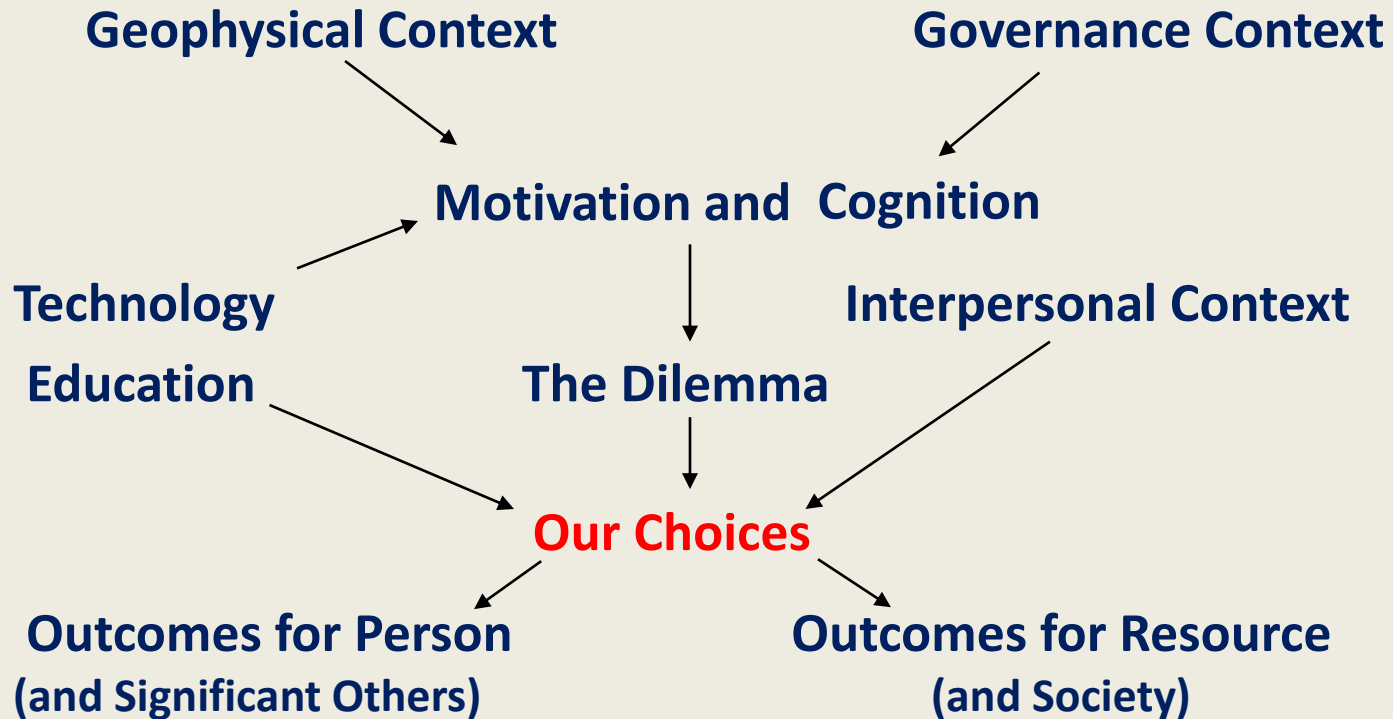 Geophysical Context
Governance Context
Motivation and Cognition
Technology
Interpersonal Context
Education
The Dilemma
Our Choices
Outcomes for Person
(and Significant Others)
Outcomes for Resource
(and Society)